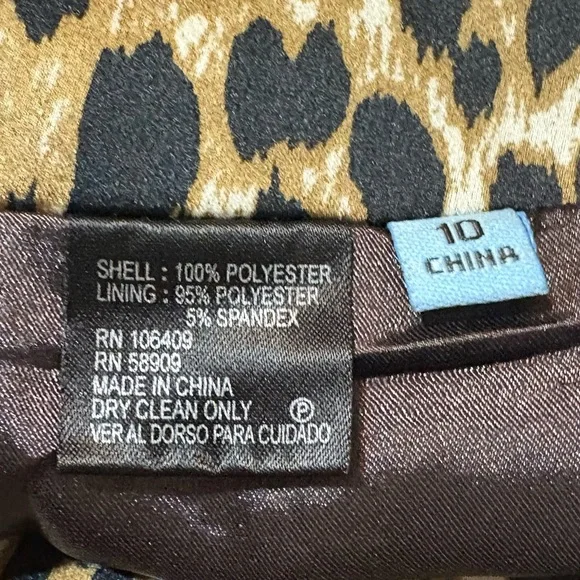 SHELL : 100% POLYESTER
LINING : 95% POLYESTER
5% SPANDEX
RN 106409
RN 58909
MADE IN CHINA
DRY CLEAN ONLY Ⓟ
VER AL DORSO PARA CUIDADO
10
CHINA